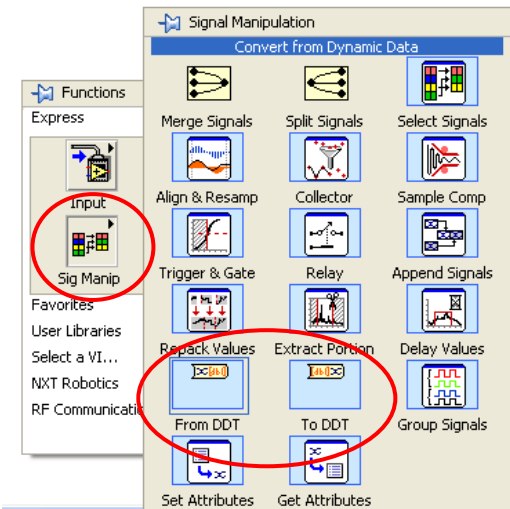 Signal Manipulation
Convert from Dynamic Data
Merge Signals Split Signals Select Signals
Align & Resamp Collector Sample Comp
Trigger & Gate Relay Append Signals
Repack Values Extract Portion Delay Values
From DDT To DDT Group Signals
Set Attributes Get Attributes
Functions
Express
Input
Sig Manip
Favorites
User Libraries
Select a VI...
NXT Robotics
RF Communicatio